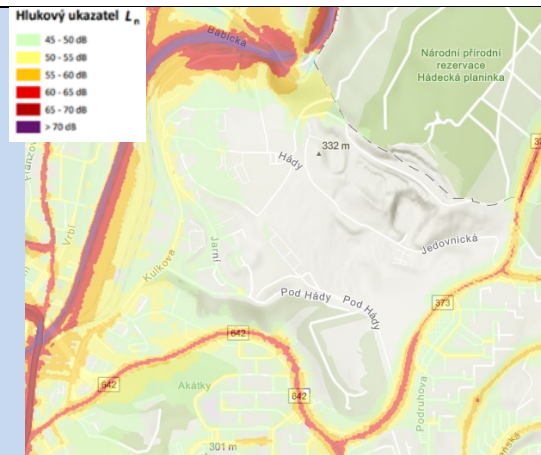 Hlukový ukazatel Ln
45 - 50 dB
50 - 55 dB
55 - 60 dB
60 - 65 dB
65 - 70 dB
> 70 dB
Babická
Národní přírodní
rezervace
Hádecká planinka
332 m
Hády
Vrbí
Jarní
Kulkova
Jedovnická
Pod Hády
Pod Hády
373
642
642
642
Akátky
Podruhova
301 m